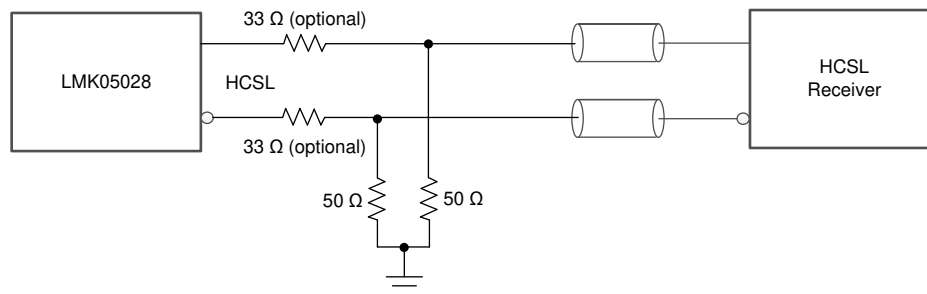 33 Ω (optional)
LMK05028
HCSL
HCSL
Receiver
33 Ω (optional)
50 Ω
50 Ω